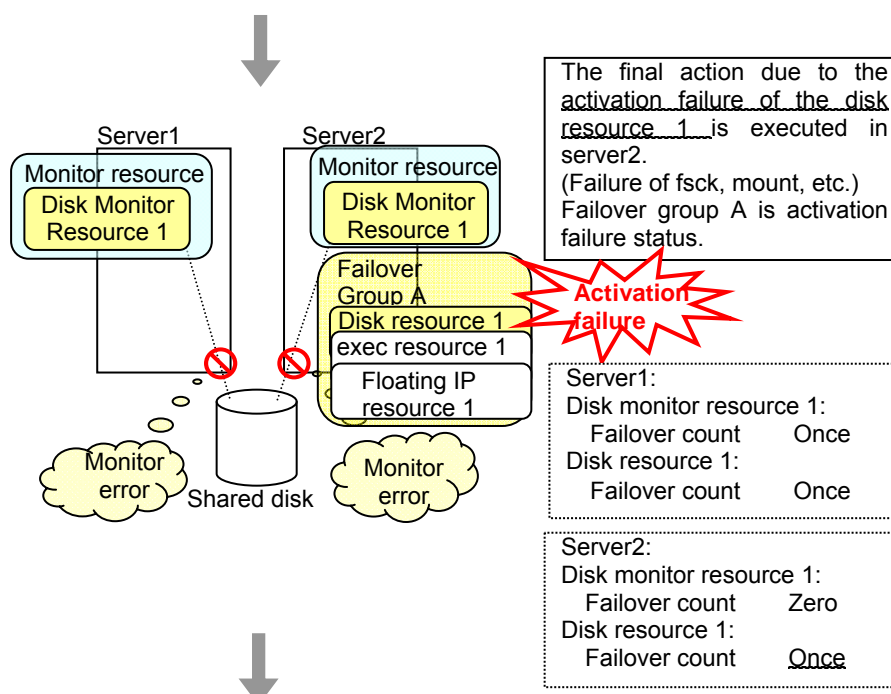 The final action due to the
activation failure of the disk
resource 1 is executed in
server2.
(Failure of fsck, mount, etc.)
Failover group A is activation
failure status.
Server1
Server2
Monitor resource
Disk Monitor
Resource 1
Monitor resource
Disk Monitor
Resource 1
Failover
Group A
Disk resource 1
exec resource 1
Floating IP
resource 1
Activation
failure
Monitor
error
Shared disk
Monitor
error
Server1:
Disk monitor resource 1:
Failover count Once
Disk resource 1:
Failover count Once
Server2:
Disk monitor resource 1:
Failover count Zero
Disk resource 1:
Failover count Once